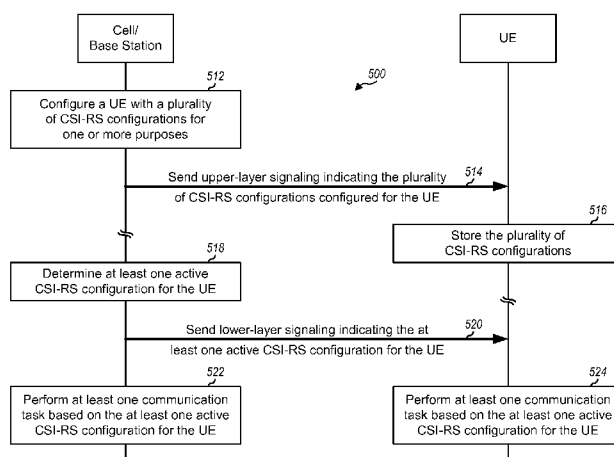 Cell/
Base Station
UE
500
512
Configure a UE with a plurality
of CSI-RS configurations for
one or more purposes
Send upper-layer signaling indicating the plurality
514
of CSI-RS configurations configured for the UE
516
Store the plurality of
CSI-RS configurations
518
Determine at least one active
CSI-RS configuration for the UE
Send lower-layer signaling indicating the at
520
least one active CSI-RS configuration for the UE
522
Perform at least one communication
task based on the at least one active
CSI-RS configuration for the UE
524
Perform at least one communication
task based on the at least one active
CSI-RS configuration for the UE